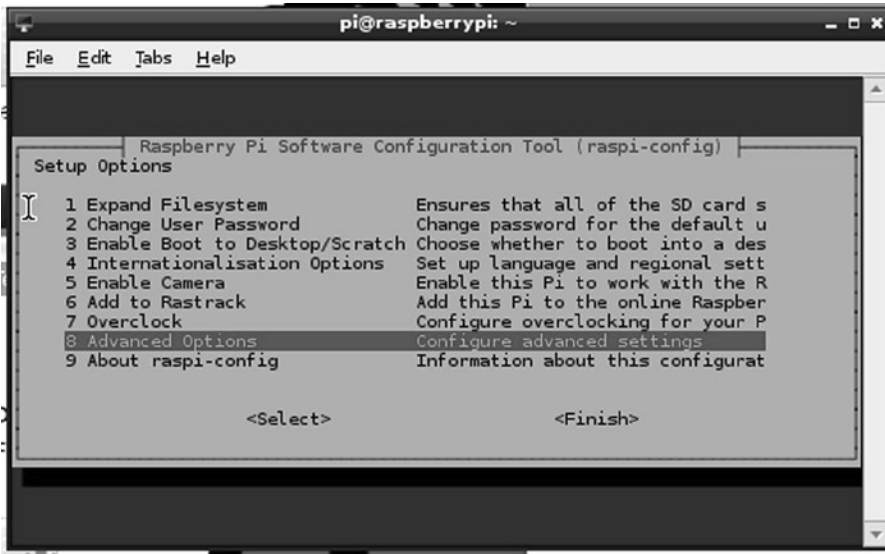 pi@raspberrypi: ~
File Edit Tabs Help
Raspberry Pi Software Configuration Tool (raspi-config)
Setup Options
1 Expand Filesystem Ensures that all of the SD card s
2 Change User Password Change password for the default u
3 Enable Boot to Desktop/Scratch Choose whether to boot into a des
4 Internationalisation Options Set up language and regional sett
5 Enable Camera Enable this Pi to work with the R
6 Add to Rastrack Add this Pi to the online Raspber
7 Overclock Configure overclocking for your P
8 Advanced Options Configure advanced settings
9 About raspi-config Information about this configurat
<Select> <Finish>